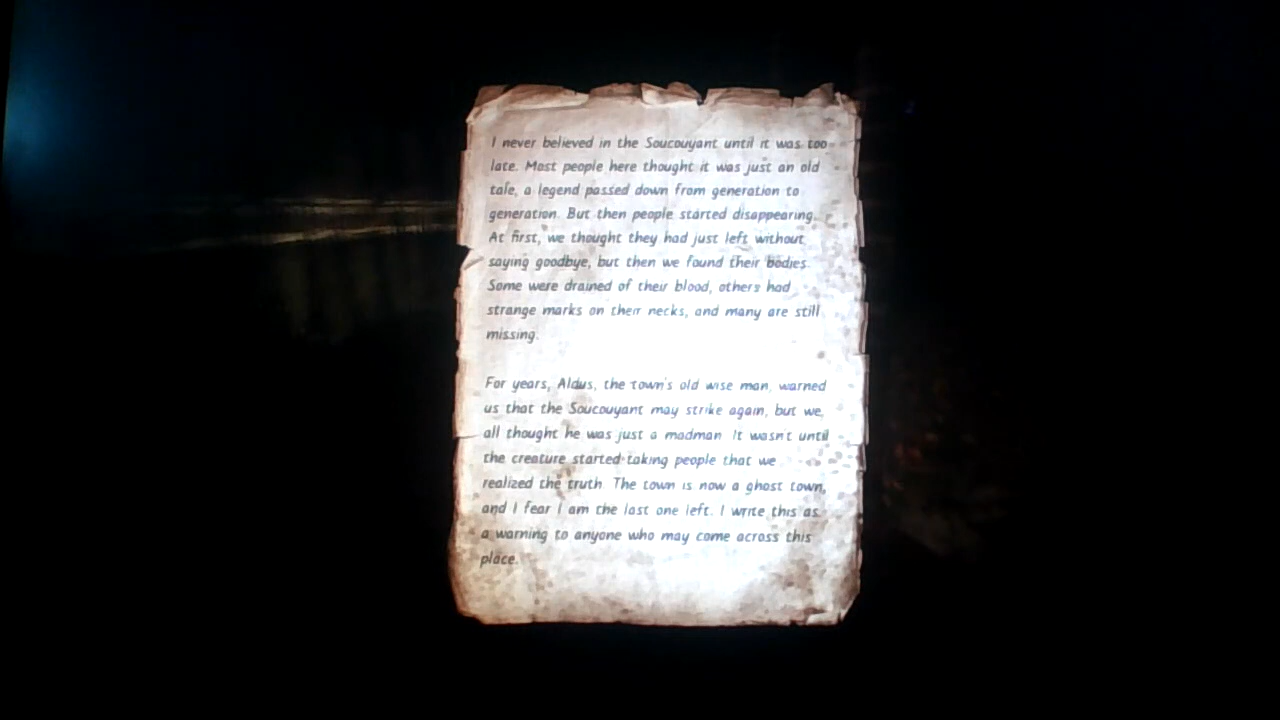 I never believed in the Soucouyant until it was too
late. Most people here thought it was just an old
tale, a legend passed down from generation to
generation. But then people started disappearing.
At first, we thought they had just left without
saying goodbye, but then we found their bodies.
Some were drained of their blood, others had
strange marks on their necks, and many are still
missing.
For years, Aldus, the town's old wise man, warned
us that the Soucouyant may strike again, but we
all thought he was just a madman. It wasn't until
the creature started taking people that we
realized the truth. The town is now a ghost town,
and I fear I am the last one left. I write this as
a warning to anyone who may come across this
place.